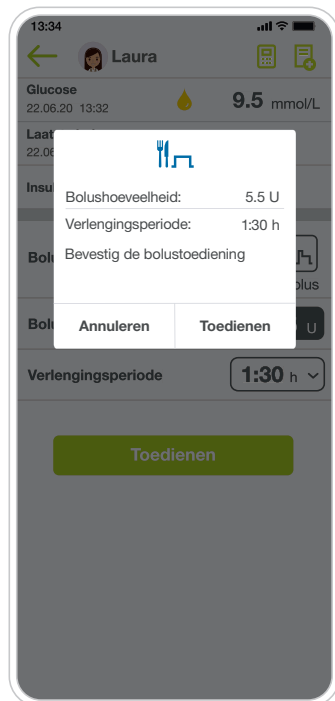 13:34
Laura
Glucose
22.06.20 13:32
9.5 mmol/L
Bolushoeveelheid: 5.5 U
Verlengingsperiode: 1:30 h
Bevestig de bolustoediening
Annuleren Toedienen
U
Verlengingsperiode 1:30 h
Toedienen